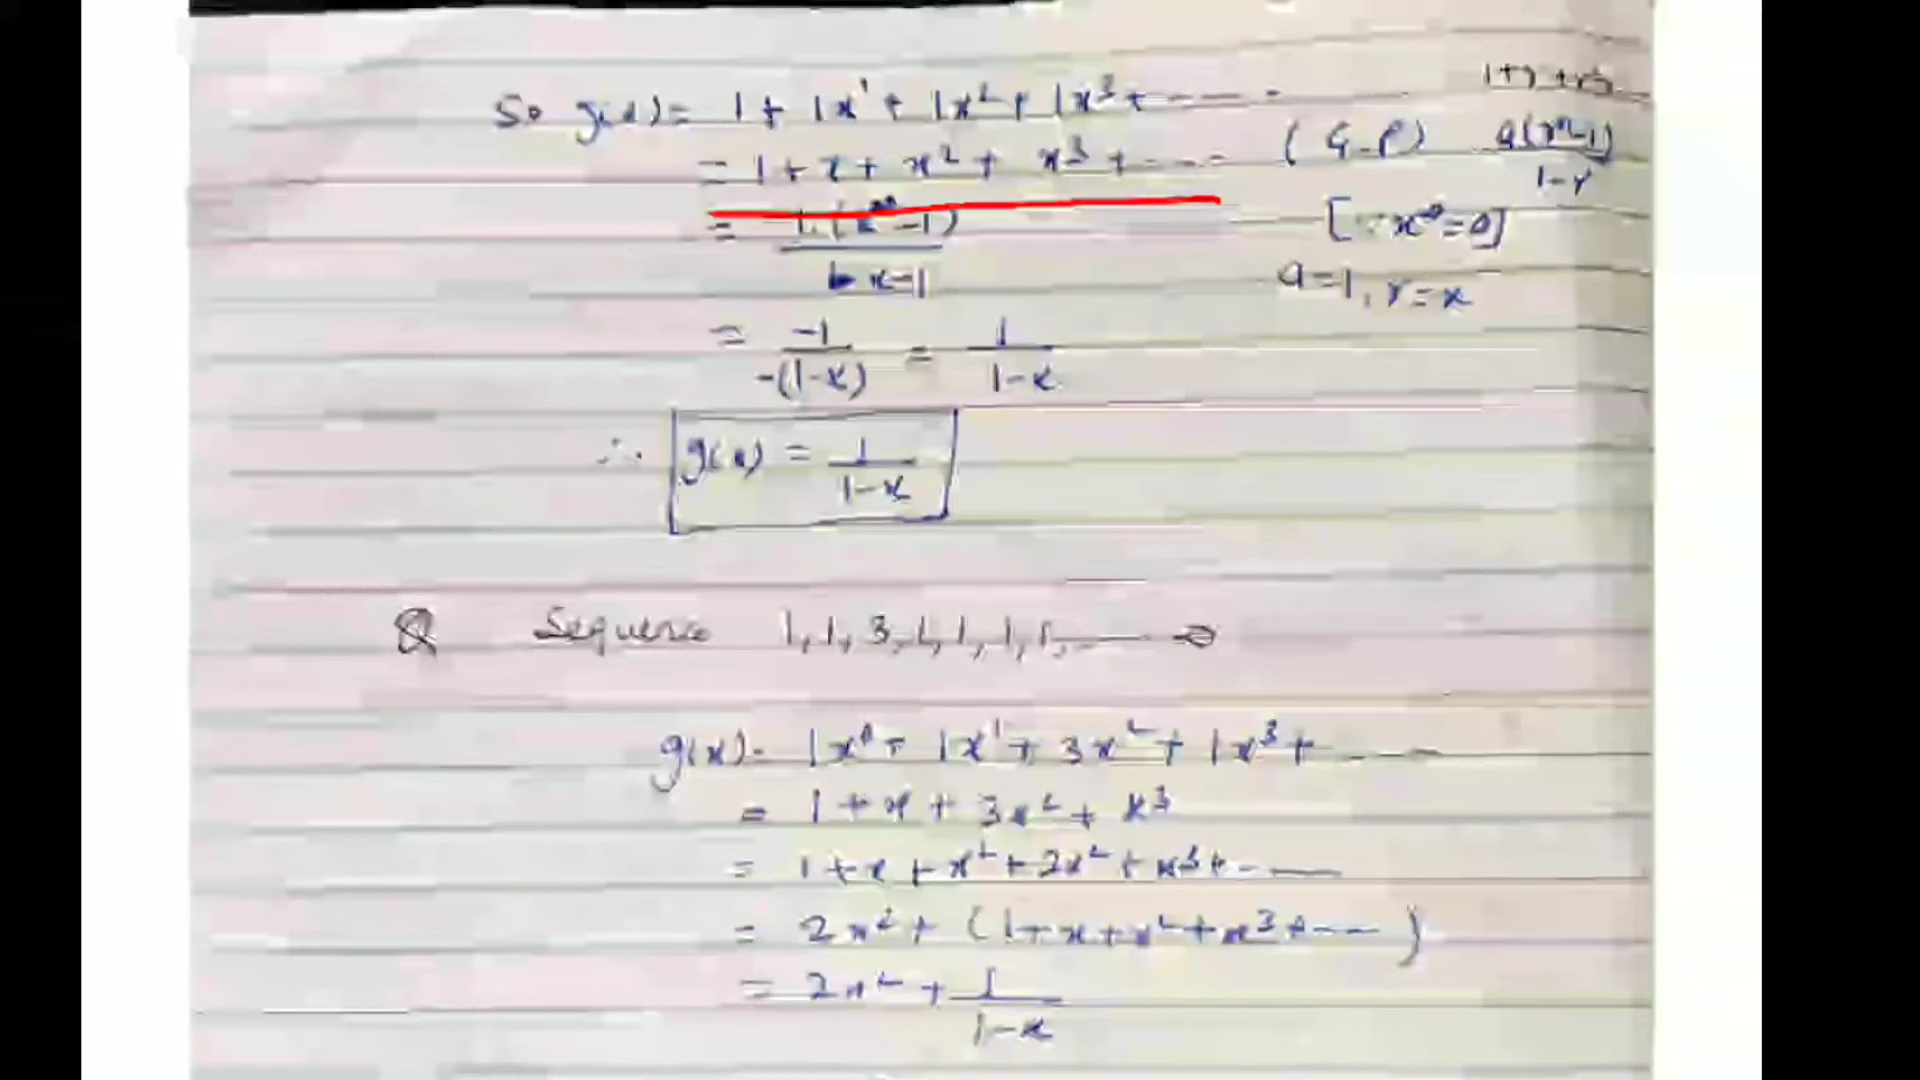 So g(x) = 1 + 1x¹ + 1x² + 1x³ + ------
= 1 + x + x² + x³ + ---- (G.P) a(rⁿ-1)/1-r
= 1.(x^∞ -1)/x-1 [∵ x^∞=0]
a=1, r=x
= -1/-(1-x) = 1/1-x
∴ g(x) = 1/1-x
Q Sequence 1, 1, 3, 1, 1, 1, 1, ——
g(x) = 1x⁰ + 1x¹ + 3x² + 1x³ + -----
= 1 + x + 3x² + x³
= 1 + x + x² + 2x² + x³ + ----
= 2x² + (1 + x + x² + x³ + ----)
= 2x² + 1/1-x